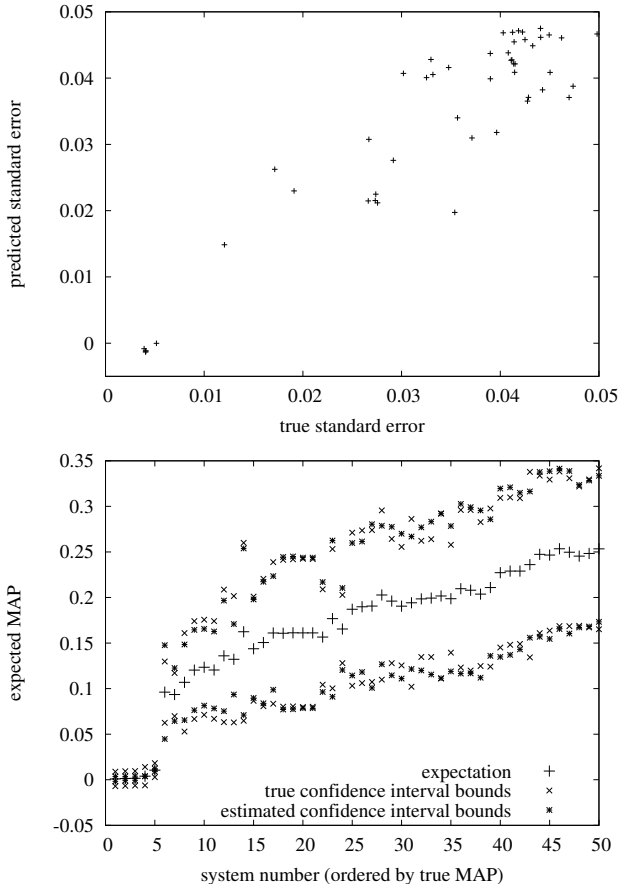 0.05
0.04
0.03
0.02
0.01
0
predicted standard error
0 0.01 0.02 0.03 0.04 0.05
true standard error
0.35
0.3
0.25
0.2
0.15
0.1
0.05
0
-0.05
expected MAP
expectation
true confidence interval bounds
estimated confidence interval bounds
0 5 10 15 20 25 30 35 40 45 50
system number (ordered by true MAP)